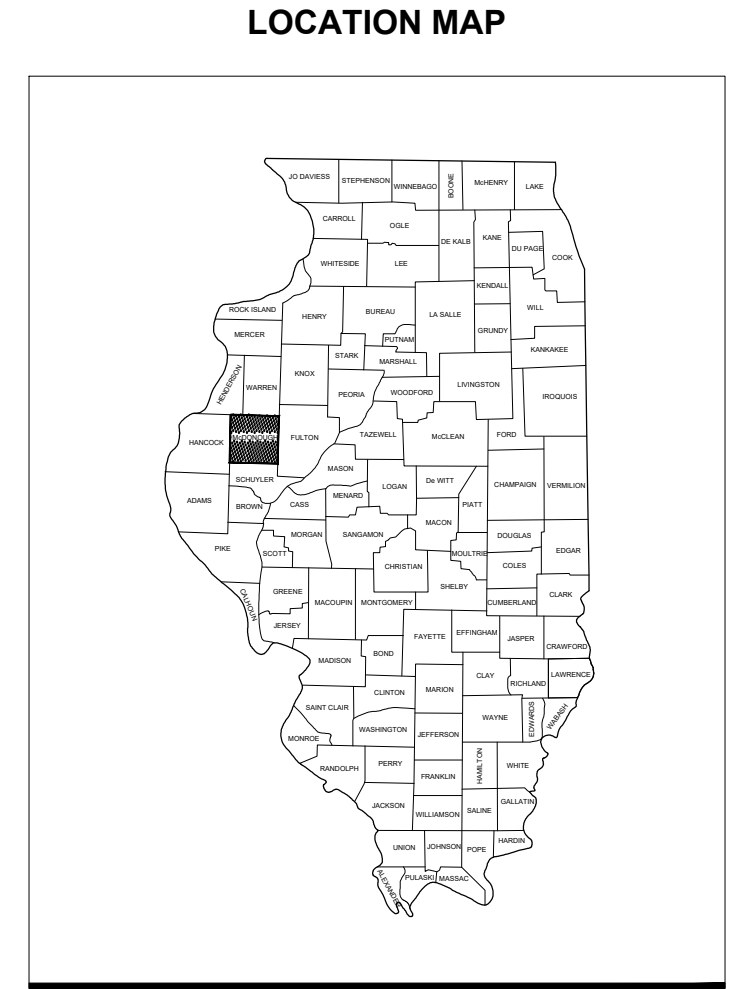 LOCATION MAP
JO DAVIESS
STEPHENSON
WINNEBAGO
BOONE
McHENRY
LAKE
CARROLL
OGLE
DE KALB
KANE
DU PAGE
COOK
WHITESIDE
LEE
KENDALL
WILL
ROCK ISLAND
HENRY
BUREAU
LA SALLE
GRUNDY
MERCER
PUTNAM
KANKAKEE
STARK
MARSHALL
HENDERSON
WARREN
KNOX
PEORIA
WOODFORD
LIVINGSTON
IROQUOIS
HANCOCK
McDONOUGH
FULTON
TAZEWELL
McCLEAN
FORD
MASON
SCHUYLER
LOGAN
De WITT
CHAMPAIGN
VERMILION
ADAMS
BROWN
CASS
MENARD
PIATT
MACON
PIKE
SCOTT
MORGAN
SANGAMON
DOUGLAS
EDGAR
MOULTRIE
CHRISTIAN
COLES
SHELBY
CALHOUN
GREENE
MACOUPIN
MONTGOMERY
CUMBERLAND
CLARK
JERSEY
FAYETTE
EFFINGHAM
JASPER
CRAWFORD
MADISON
BOND
CLAY
RICHLAND
LAWRENCE
CLINTON
MARION
SAINT CLAIR
WAYNE
EDWARDS
WABASH
WASHINGTON
JEFFERSON
MONROE
RANDOLPH
PERRY
HAMILTON
WHITE
FRANKLIN
JACKSON
WILLIAMSON
SALINE
GALLATIN
UNION
JOHNSON
POPE
HARDIN
ALEXANDER
PULASKI
MASSAC